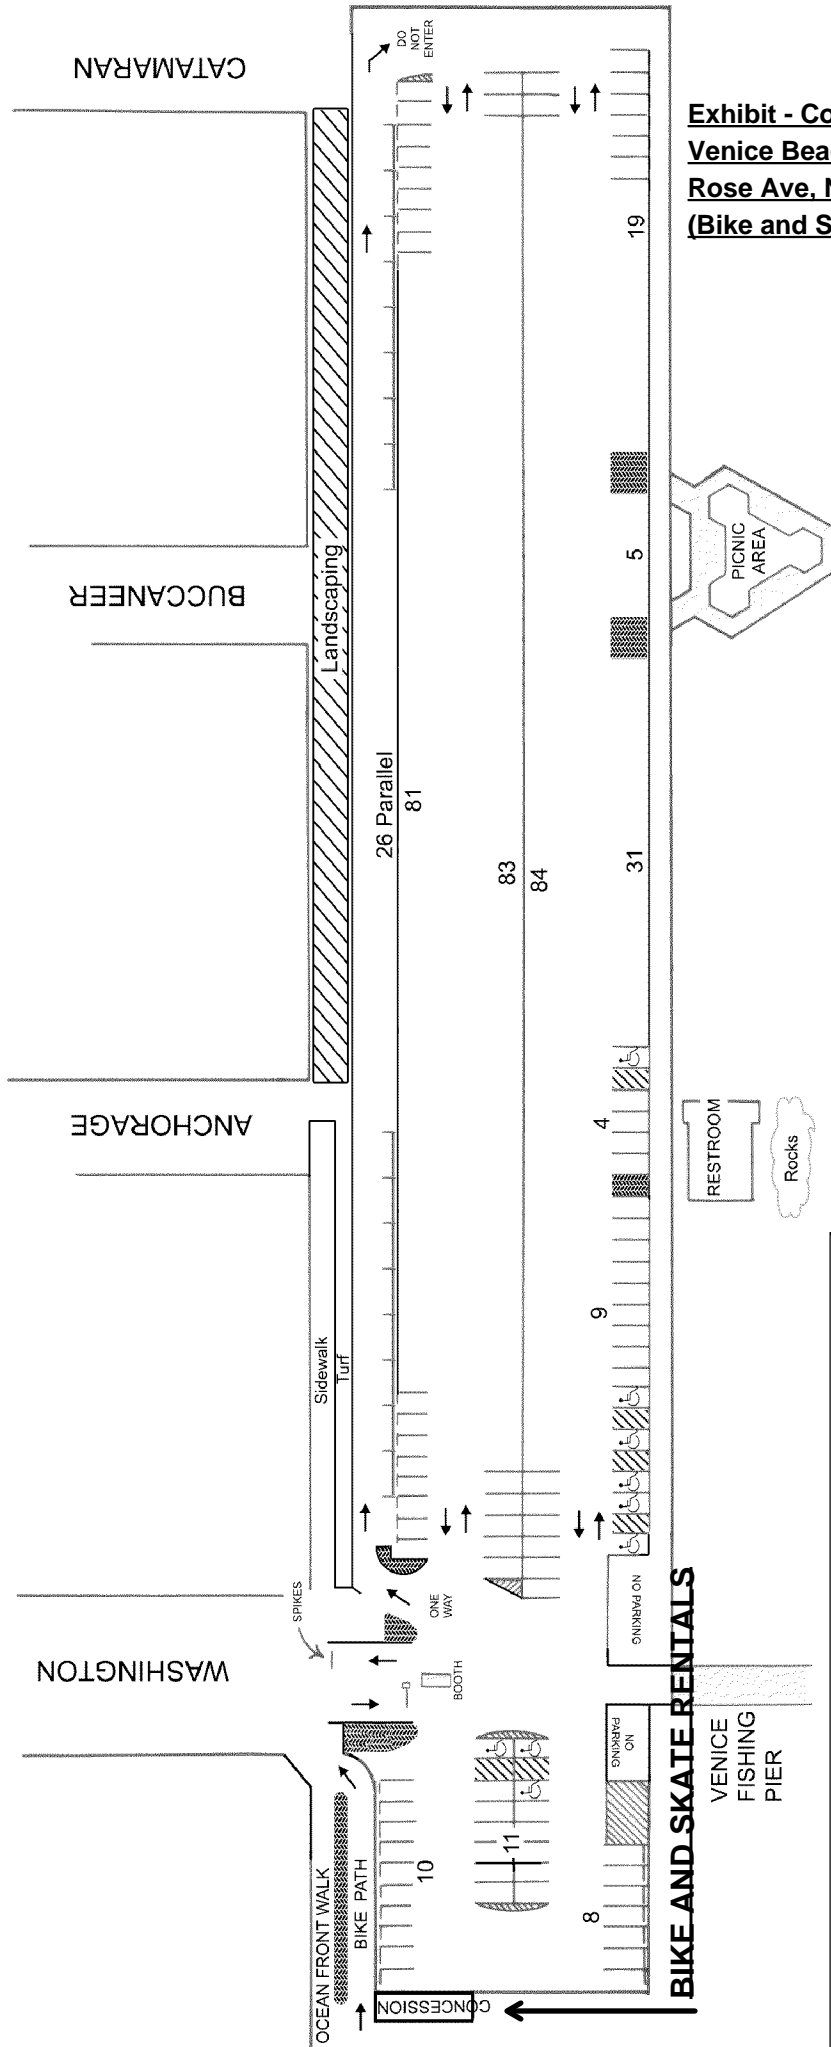 CATAMARAN
BUCCANEER
ANCHORAGE
WASHINGTON
DO
NOT
ENTER
Exhibit - Co
Venice Bea
Rose Ave, N
(Bike and S
Landscaping
26 Parallel
81
83
84
19
5
31
4
9
PICNIC
AREA
RESTROOM
Rocks
Sidewalk
Turf
SPIKES
ONE
WAY
BOOTH
NO PARKING
NO
PARKING
VENICE
FISHING
PIER
OCEAN FRONT WALK
BIKE PATH
10
11
8
CONCESSION
BIKE AND SKATE RENTALS